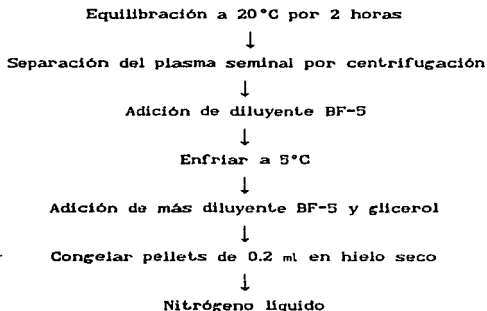 Equilibración a 20°C por 2 horas
↓
Separación del plasma seminal por centrifugación
↓
Adición de diluyente BF-5
↓
Enfriar a 5°C
↓
Adición de más diluyente BF-5 y glicerol
↓
Congelar pellets de 0.2 ml en hielo seco
↓
Nitrógeno líquido